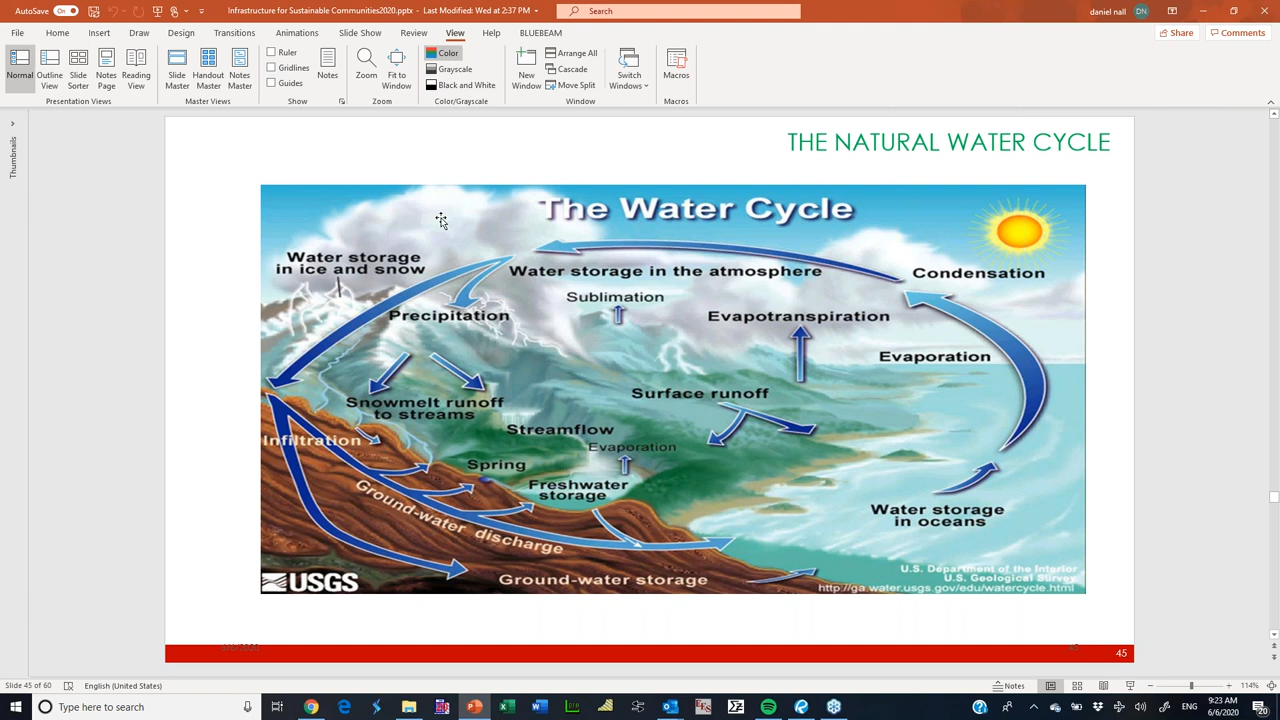 AutoSave On
Infrastructure for Sustainable Communities2020.pptx - Last Modified: Wed at 2:37 PM
Search
daniel nall
File Home Insert Draw Design Transitions Animations Slide Show Review View Help BLUEBEAM
Share
Comments
Normal
Outline View
Slide Sorter
Notes Page
Reading View
Presentation Views
Slide Master
Handout Master
Notes Master
Master Views
Ruler
Gridlines
Guides
Show
Notes
Zoom
Fit to Window
Zoom
Color
Grayscale
Black and White
Color/Grayscale
New Window
Arrange All
Cascade
Move Split
Switch Windows
Window
Macros
Macros
Thumbnails
THE NATURAL WATER CYCLE
The Water Cycle
Water storage
in ice and snow
Water storage in the atmosphere
Condensation
Sublimation
Precipitation
Evapotranspiration
Evaporation
Snowmelt runoff
to streams
Surface runoff
Streamflow
Infiltration
Evaporation
Spring
Freshwater
storage
Ground-water discharge
Water storage
in oceans
Ground-water storage
USGS
U.S. Department of the Interior
U.S. Geological Survey
http://ga.water.usgs.gov/edu/watercycle.html
45
Slide 45 of 60
English (United States)
Notes
114%
Type here to search
9:23 AM
6/6/2020
20